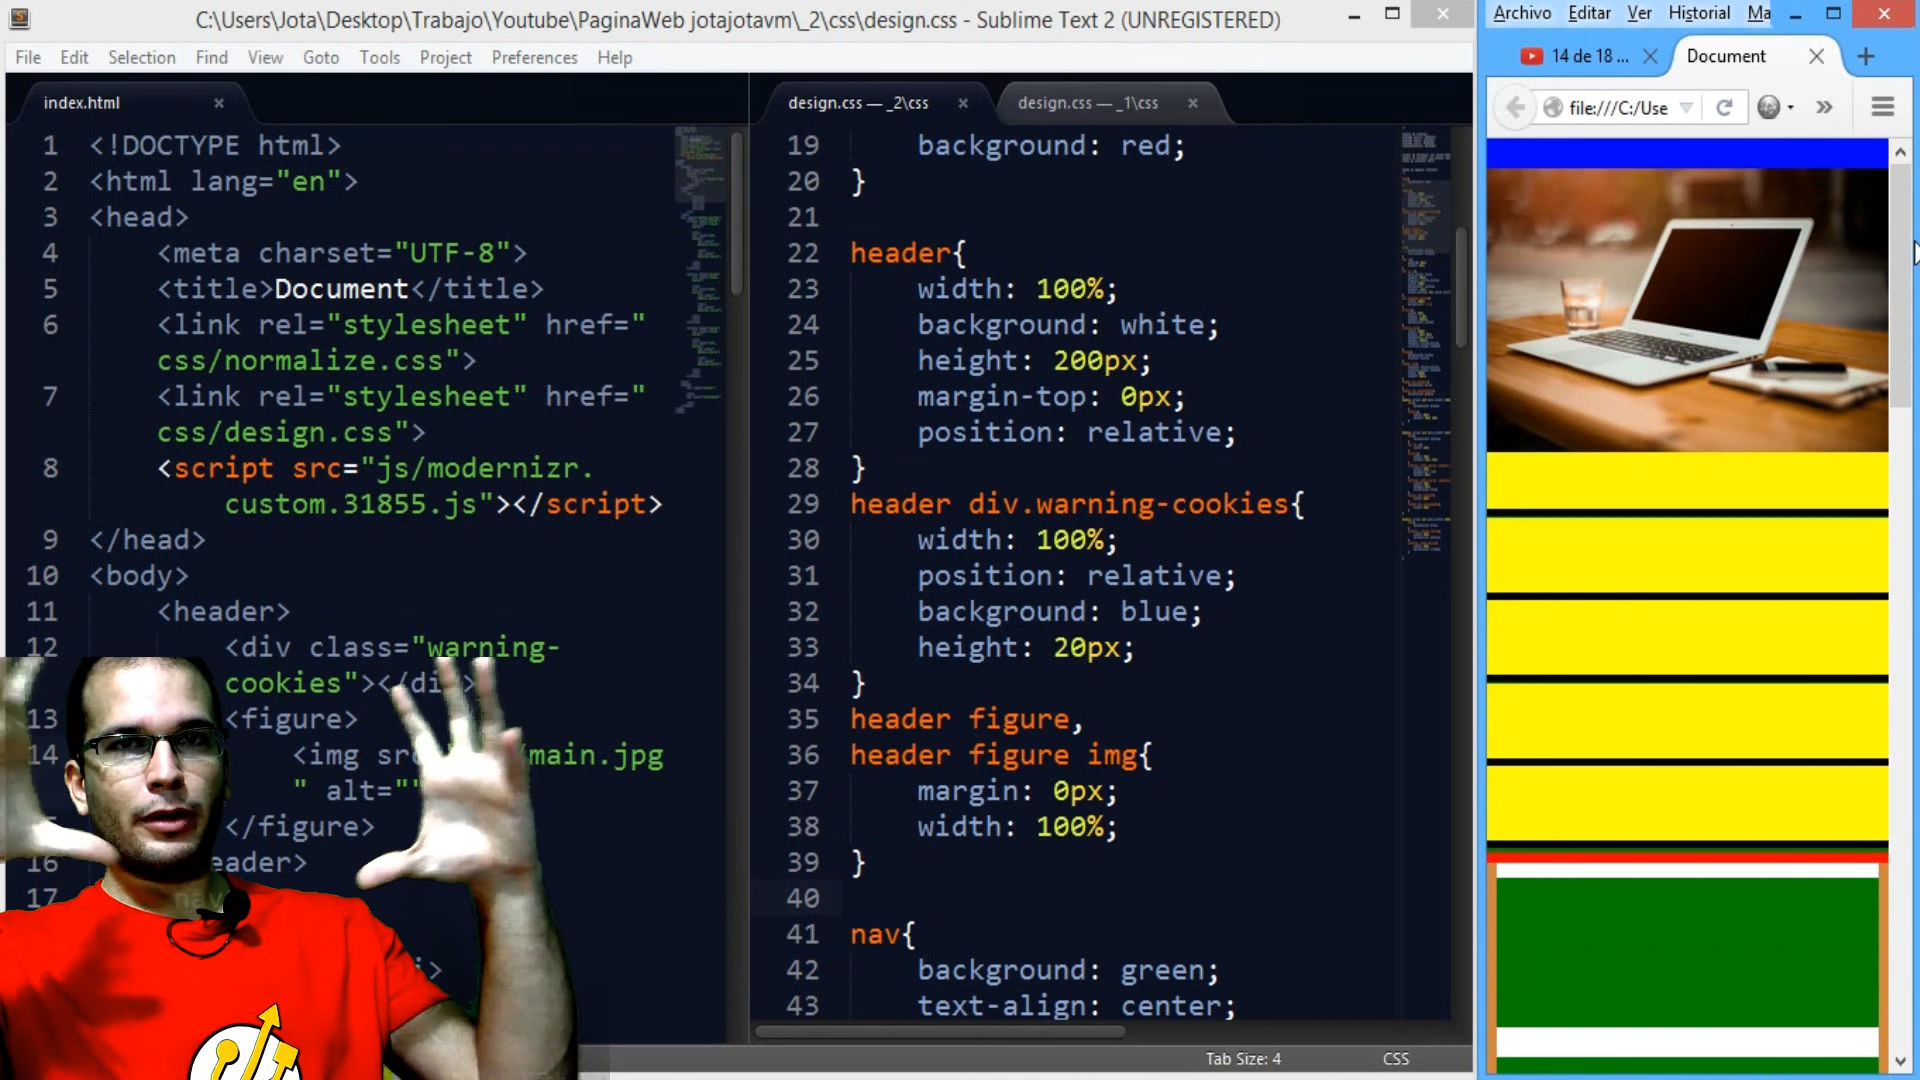 C:\Users\Jota\Desktop\Trabajo\Youtube\PaginaWeb jotajotavm\_2\css\design.css - Sublime Text 2 (UNREGISTERED)
File Edit Selection Find View Goto Tools Project Preferences Help
index.html
1 <!DOCTYPE html>
2 <html lang="en">
3 <head>
4 <meta charset="UTF-8">
5 <title>Document</title>
6 <link rel="stylesheet" href="
css/normalize.css">
7 <link rel="stylesheet" href="
css/design.css">
8 <script src="js/modernizr.
custom.31855.js"></script>
9 </head>
10 <body>
11 <header>
12 <div class="warning-
cookies"></di
13 <figure>
14 <img sr main.jpg
" alt="
</figure>
16 eader>
17 nav
i>
design.css — _2\css
design.css — _1\css
19 background: red;
20 }
21
22 header{
23 width: 100%;
24 background: white;
25 height: 200px;
26 margin-top: 0px;
27 position: relative;
28 }
29 header div.warning-cookies{
30 width: 100%;
31 position: relative;
32 background: blue;
33 height: 20px;
34 }
35 header figure,
36 header figure img{
37 margin: 0px;
38 width: 100%;
39 }
40
41 nav{
42 background: green;
43 text-align: center;
Tab Size: 4 CSS
Archivo Editar Ver Historial Ma
14 de 18 ...
Document
file:///C:/Use